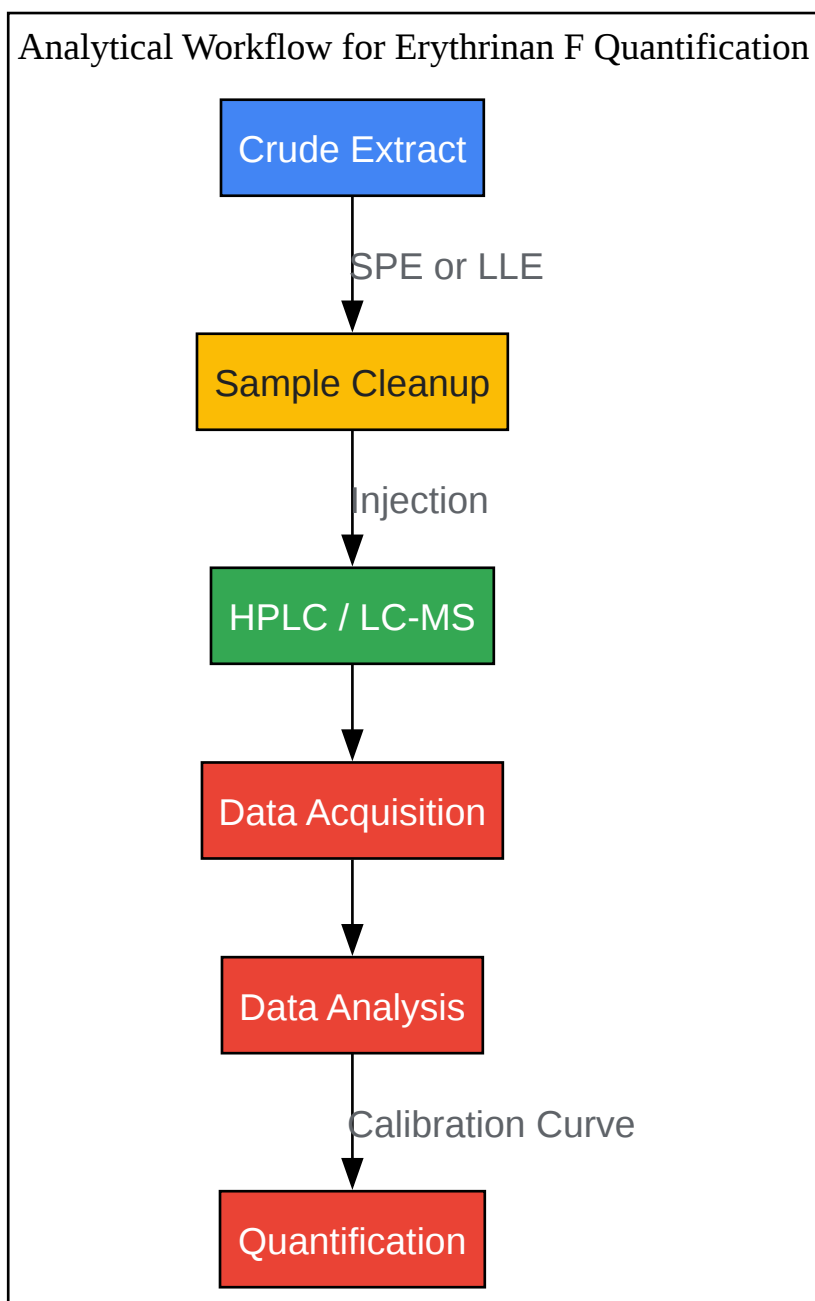 Analytical Workflow for Erythrinan F Quantification
Crude Extract
SPE or LLE
Sample Cleanup
Injection
HPLC / LC-MS
Data Acquisition
Data Analysis
Calibration Curve
Quantification